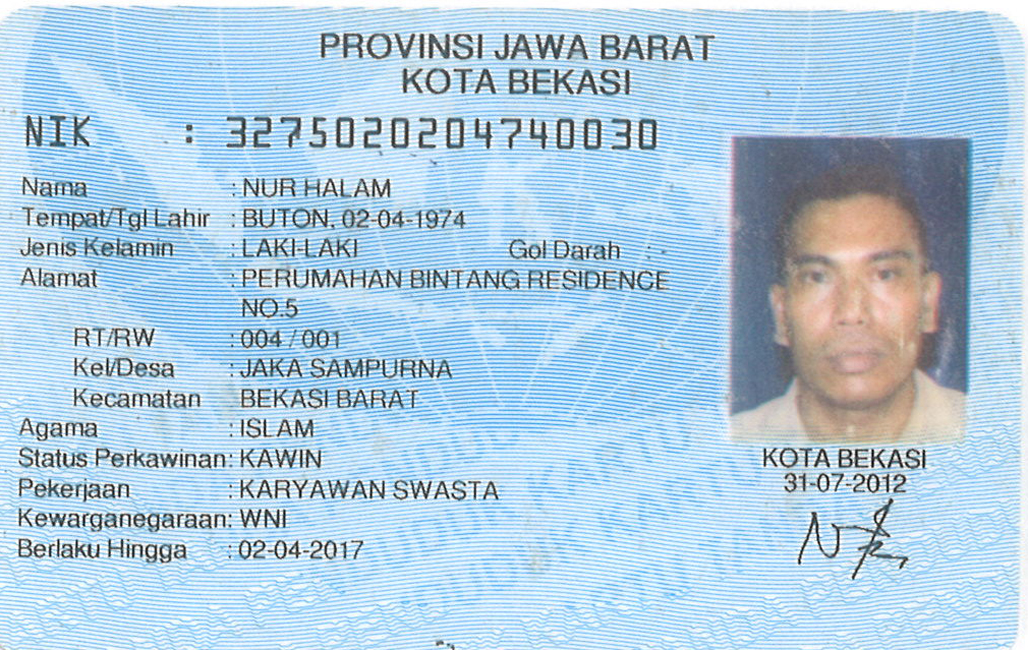 PROVINSI JAWA BARAT
KOTA BEKASI
NIK : 3275020204740030
Nama : NUR HALAM
Tempat/Tgl Lahir : BUTON, 02-04-1974
Jenis Kelamin : LAKI-LAKI Gol Darah : -
Alamat : PERUMAHAN BINTANG RESIDENCE
NO.5
RT/RW : 004 / 001
Kel/Desa : JAKA SAMPURNA
Kecamatan BEKASI BARAT
Agama : ISLAM
Status Perkawinan: KAWIN
Pekerjaan : KARYAWAN SWASTA
Kewarganegaraan: WNI
Berlaku Hingga : 02-04-2017
KOTA BEKASI
31-07-2012